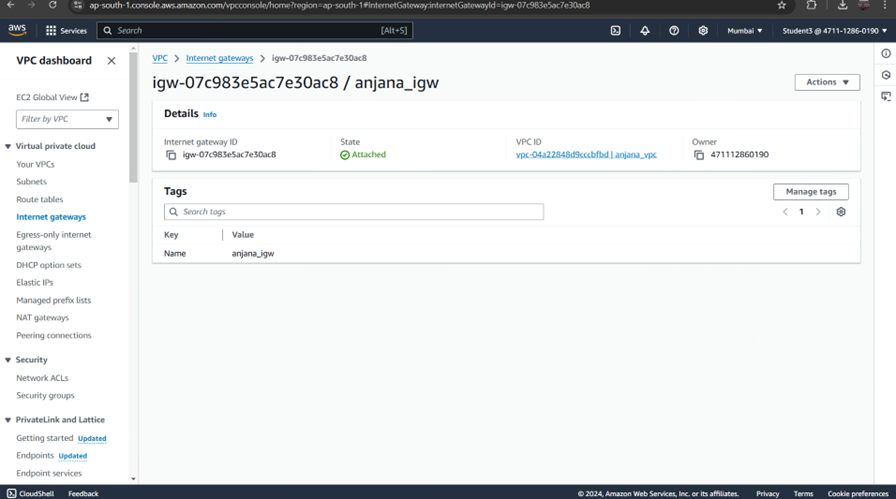 ap-south-1.console.aws.amazon.com/vpcconsole/home?region=ap-south-1#InternetGateway:internetGatewayId=igw-07c983e5ac7e30ac8
aws Services Search [Alt+S] Mumbai Student3 @ 4711-1286-0190
VPC dashboard
EC2 Global View
Filter by VPC
Virtual private cloud
Your VPCs
Subnets
Route tables
Internet gateways
Egress-only internet
gateways
DHCP option sets
Elastic IPs
Managed prefix lists
NAT gateways
Peering connections
Security
Network ACLs
Security groups
PrivateLink and Lattice
Getting started Updated
Endpoints Updated
Endpoint services
VPC Internet gateways igw-07c983e5ac7e30ac8
igw-07c983e5ac7e30ac8 / anjana_igw
Actions
Details Info
Internet gateway ID
igw-07c983e5ac7e30ac8
State
Attached
VPC ID
vpc-04a22848d9cccbfbd | anjana_vpc
Owner
471112860190
Tags
Manage tags
Search tags
1
Key Value
Name anjana_igw
CloudShell Feedback © 2024, Amazon Web Services, Inc. or its affiliates. Privacy Terms Cookie preferences